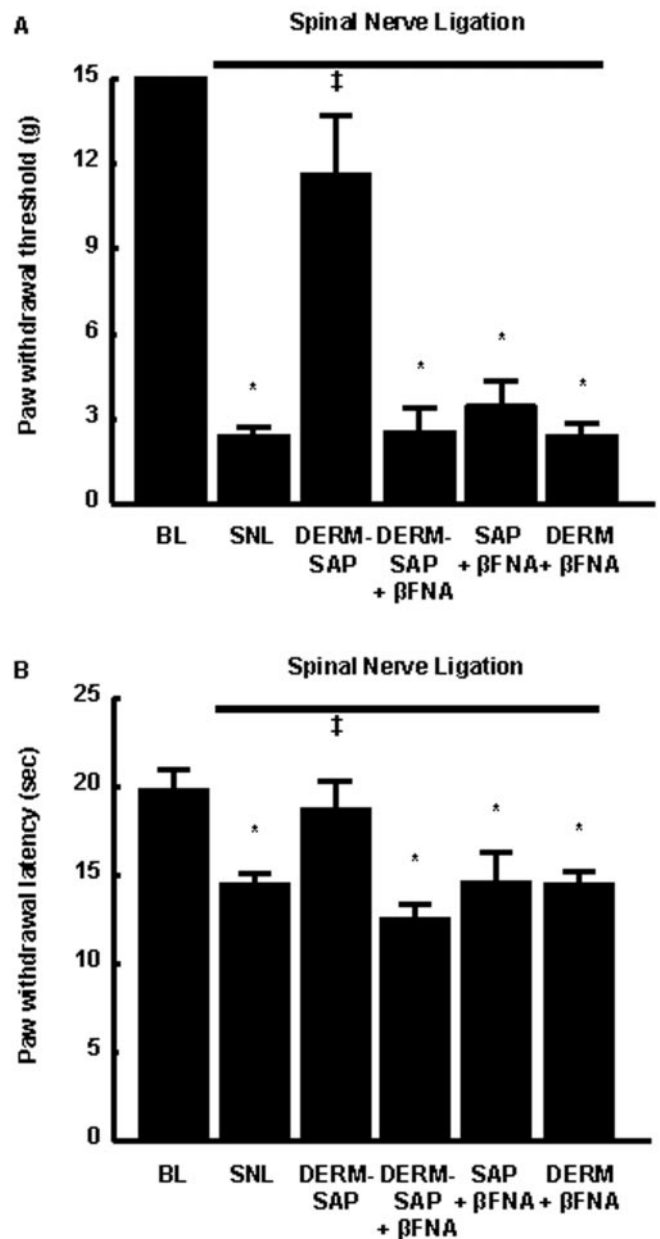 A
Spinal Nerve Ligation
Paw withdrawal threshold (g)
15
‡
12
9
6
*
*
*
*
3
0
BL SNL DERM- DERM- SAP DERM
SAP SAP + βFNA + βFNA
+ βFNA
B
Spinal Nerve Ligation
Paw withdrawal latency (sec)
25
‡
20
*
*
*
*
15
10
5
0
BL SNL DERM- DERM- SAP DERM
SAP SAP + βFNA + βFNA
+ βFNA